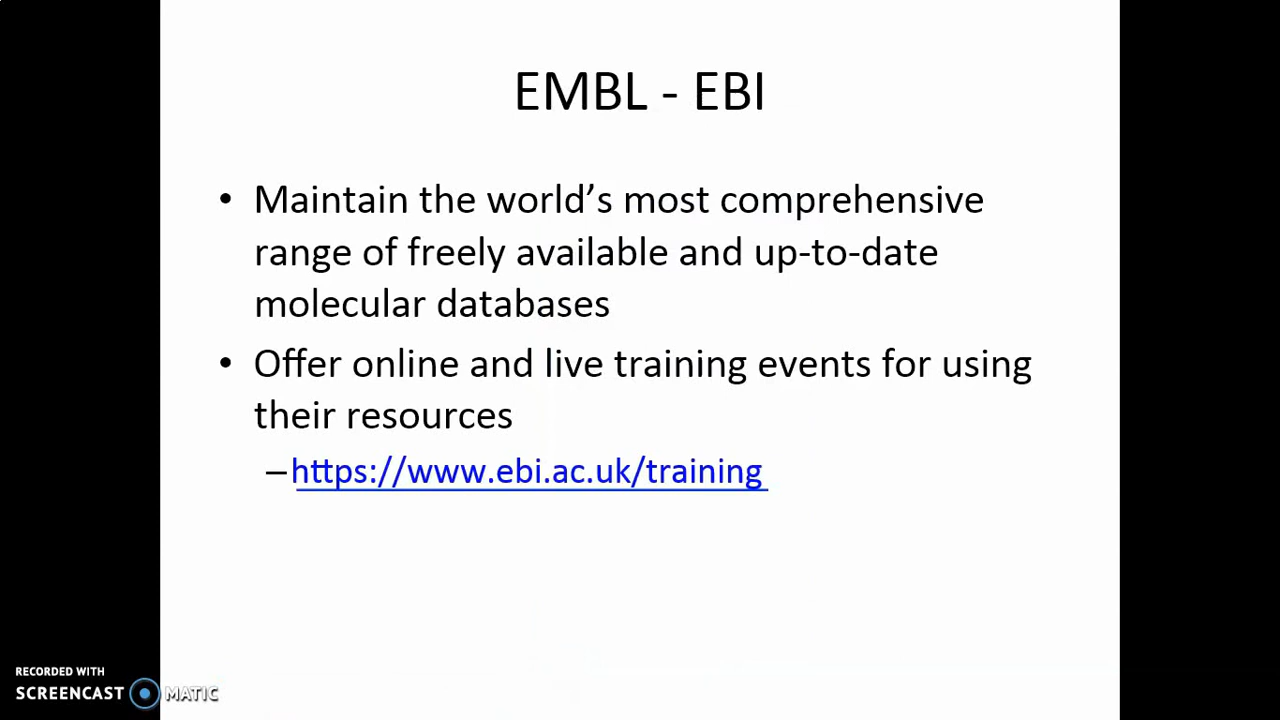 EMBL - EBI
• Maintain the world’s most comprehensive
range of freely available and up-to-date
molecular databases
• Offer online and live training events for using
their resources
–https://www.ebi.ac.uk/training
RECORDED WITH
SCREENCAST MATIC